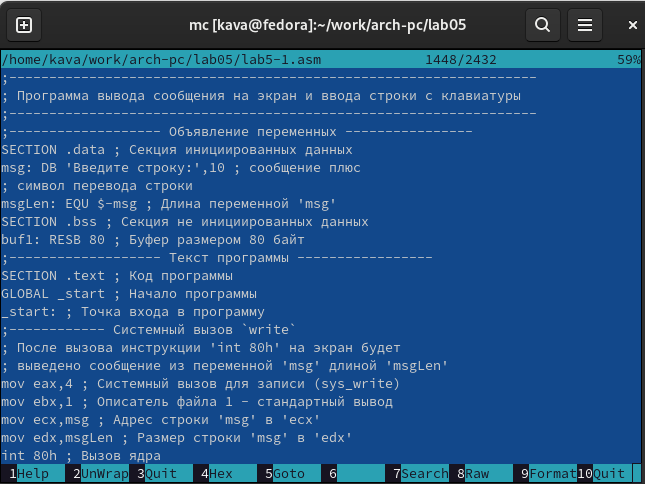 mc [kava@fedora]:~/work/arch-pc/lab05
/home/kava/work/arch-pc/lab05/lab5-1.asm 1448/2432 59%
;------------------------------------------------------------------
; Программа вывода сообщения на экран и ввода строки с клавиатуры
;------------------------------------------------------------------
;------------------- Объявление переменных ----------------
SECTION .data ; Секция инициированных данных
msg: DB 'Введите строку:',10 ; сообщение плюс
; символ перевода строки
msgLen: EQU $-msg ; Длина переменной 'msg'
SECTION .bss ; Секция не инициированных данных
buf1: RESB 80 ; Буфер размером 80 байт
;------------------- Текст программы -----------------
SECTION .text ; Код программы
GLOBAL _start ; Начало программы
_start: ; Точка входа в программу
;------------ Системный вызов `write`
; После вызова инструкции 'int 80h' на экран будет
; выведено сообщение из переменной 'msg' длиной 'msgLen'
mov eax,4 ; Системный вызов для записи (sys_write)
mov ebx,1 ; Описатель файла 1 - стандартный вывод
mov ecx,msg ; Адрес строки 'msg' в 'ecx'
mov edx,msgLen ; Размер строки 'msg' в 'edx'
int 80h ; Вызов ядра
1Help 2UnWrap 3Quit 4Hex 5Goto 6 7Search 8Raw 9Format 10Quit